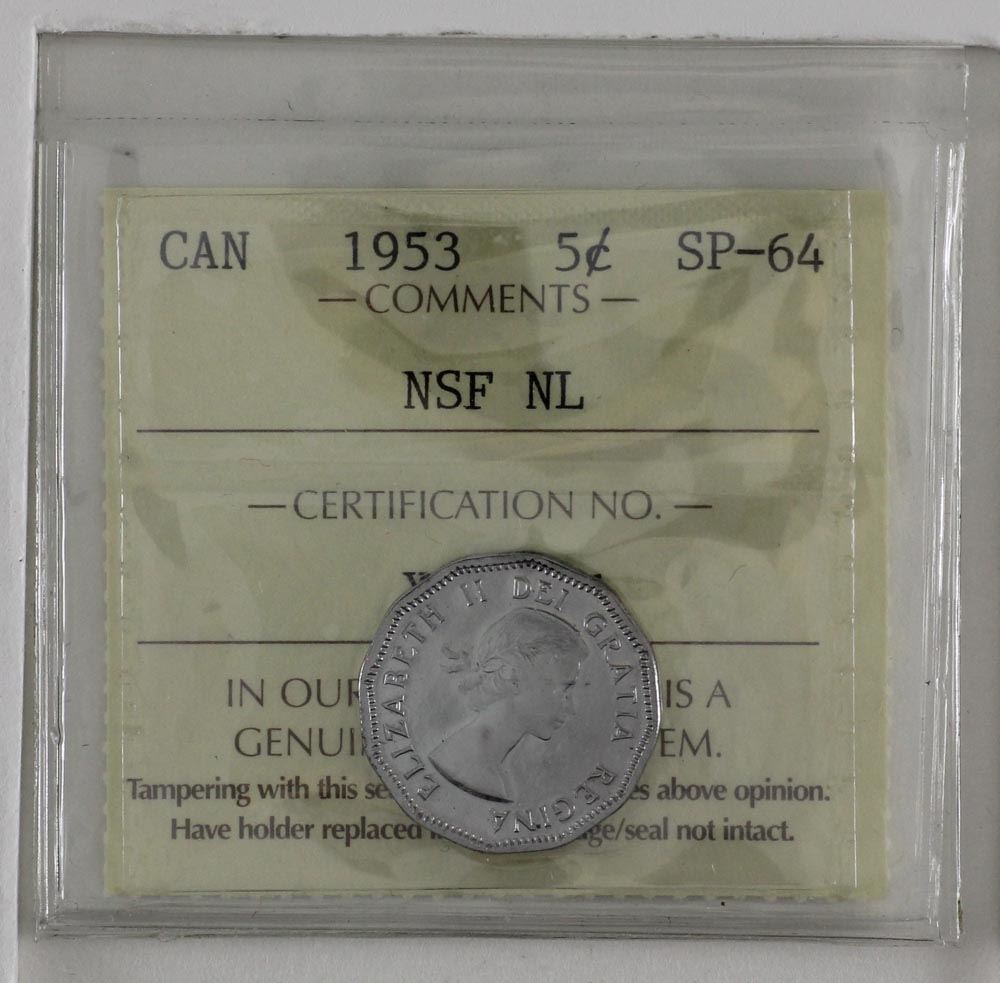 CAN 1953 5¢ SP-64
— COMMENTS —
NSF NL
— CERTIFICATION NO. —
ELIZABETH II DEI GRATIA REGINA
IN OUR IS A
GENUI EM.
Tampering with this se es above opinion.
Have holder replaced ge/seal not intact.